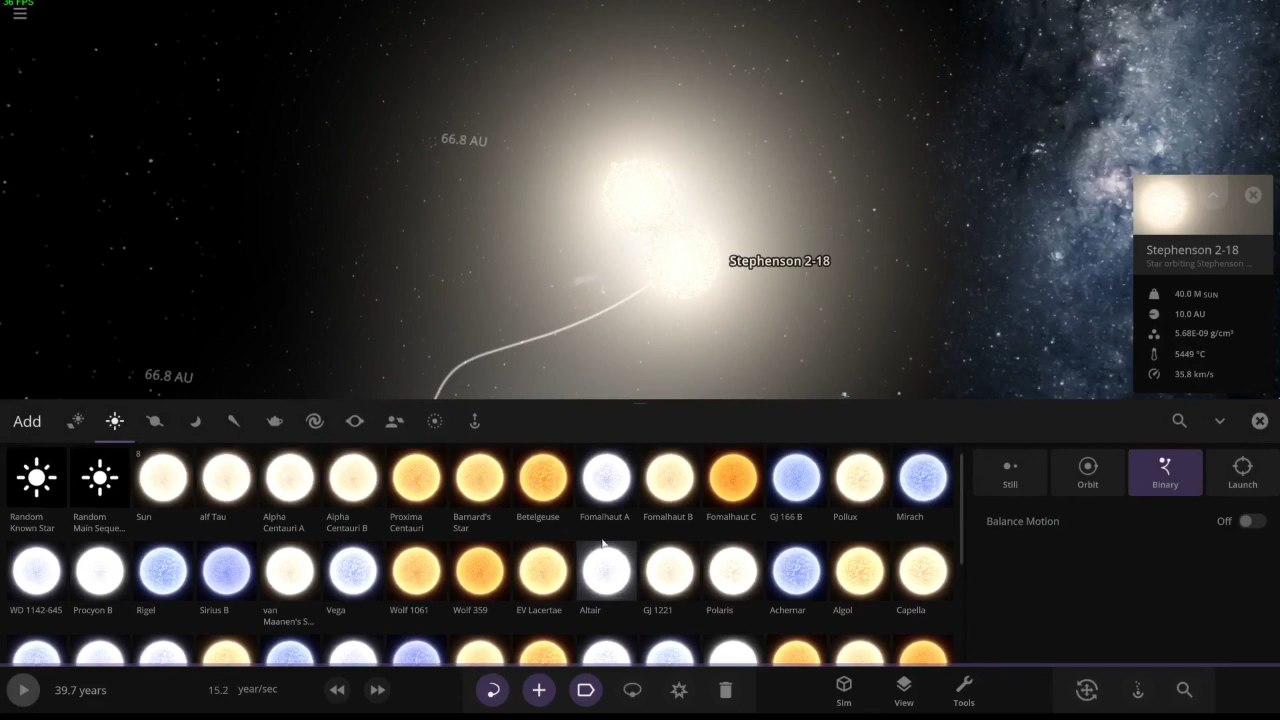 36 FPS
66.8 AU
Stephenson 2-18
66.8 AU
Stephenson 2-18
Star orbiting Stephenson ...
40.0 M SUN
10.0 AU
5.68E-09 g/cm³
5449 °C
35.8 km/s
Add
8
Random Known Star
Random Main Seque...
Sun
alf Tau
Alpha Centauri A
Alpha Centauri B
Proxima Centauri
Barnard's Star
Betelgeuse
Fomalhaut A
Fomalhaut B
Fomalhaut C
GJ 166 B
Pollux
Mirach
WD 1142-645
Procyon B
Rigel
Sirius B
van Maanen's S...
Vega
Wolf 1061
Wolf 359
EV Lacertae
Altair
GJ 1221
Polaris
Achernar
Algol
Capella
Still
Orbit
Binary
Launch
Balance Motion
Off
39.7 years
15.2 year/sec
Sim
View
Tools